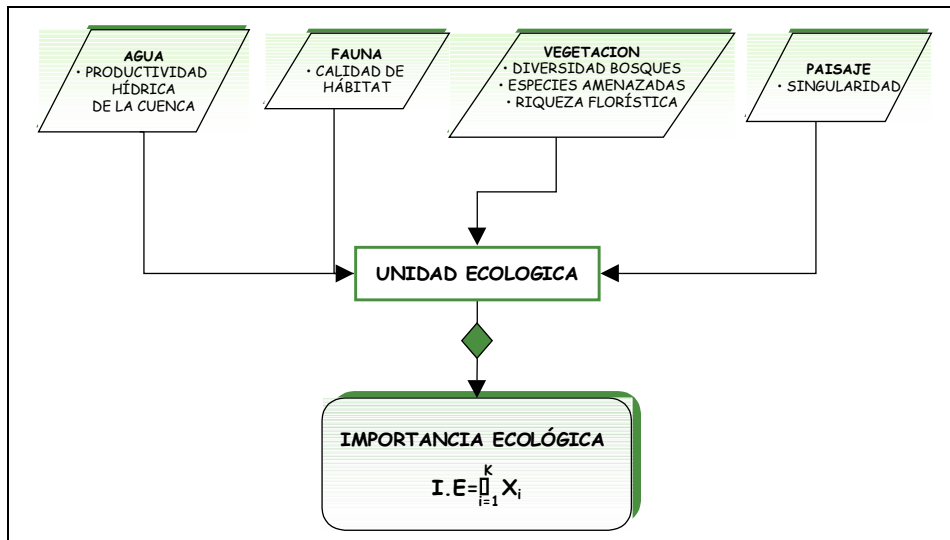 AGUA
· PRODUCTIVIDAD
HÍDRICA
DE LA CUENCA
FAUNA
· CALIDAD DE
HÁBITAT
VEGETACION
· DIVERSIDAD BOSQUES
· ESPECIES AMENAZADAS
· RIQUEZA FLORÍSTICA
PAISAJE
· SINGULARIDAD
UNIDAD ECOLOGICA
IMPORTANCIA ECOLÓGICA
K
I.E=▯ Xi
i=1